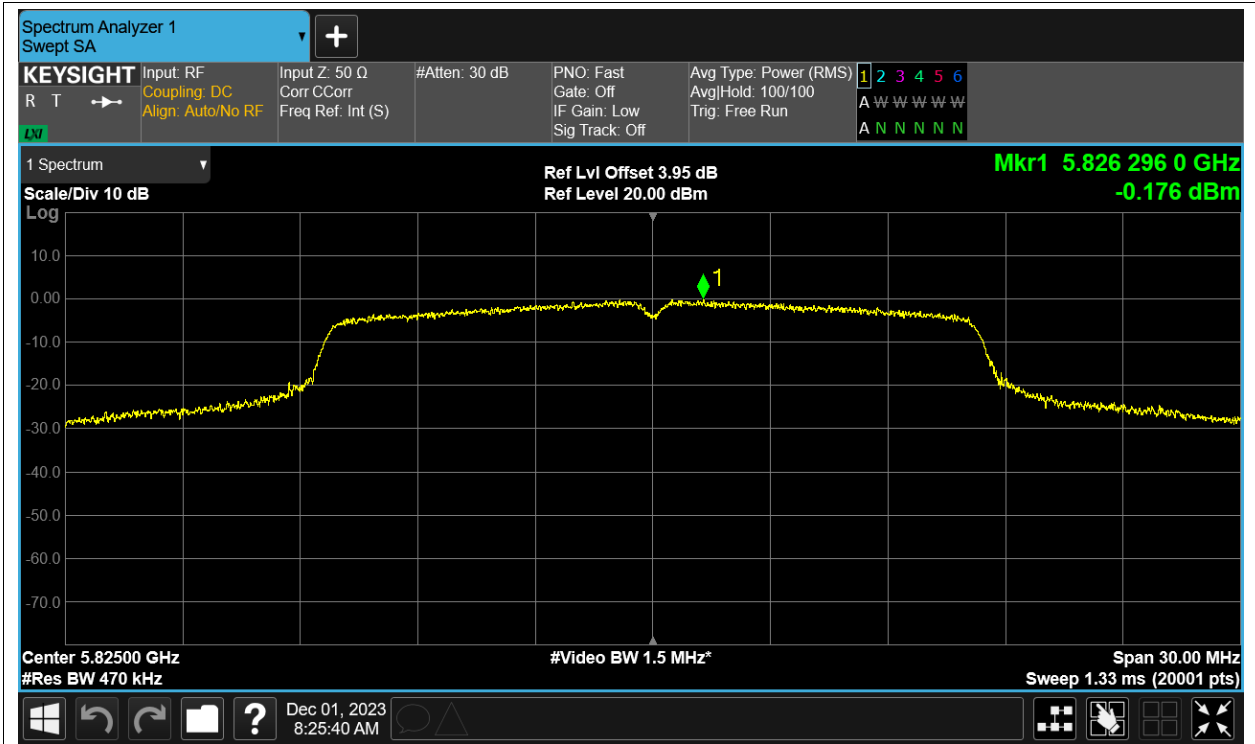 Spectrum Analyzer 1
Swept SA
KEYSIGHT
R T
LXI
Input: RF
Coupling: DC
Align: Auto/No RF
Input Z: 50 Ω
Corr CCorr
Freq Ref: Int (S)
#Atten: 30 dB
PNO: Fast
Gate: Off
IF Gain: Low
Sig Track: Off
Avg Type: Power (RMS)
Avg|Hold: 100/100
Trig: Free Run
1 2 3 4 5 6
A W W W W W
A N N N N N
1 Spectrum
Scale/Div 10 dB
Log
Ref Lvl Offset 3.95 dB
Ref Level 20.00 dBm
Mkr1 5.826 296 0 GHz
-0.176 dBm
10.0
0.00
-10.0
-20.0
-30.0
-40.0
-50.0
-60.0
-70.0
1
Center 5.82500 GHz
#Res BW 470 kHz
#Video BW 1.5 MHz*
Span 30.00 MHz
Sweep 1.33 ms (20001 pts)
?
Dec 01, 2023
8:25:40 AM